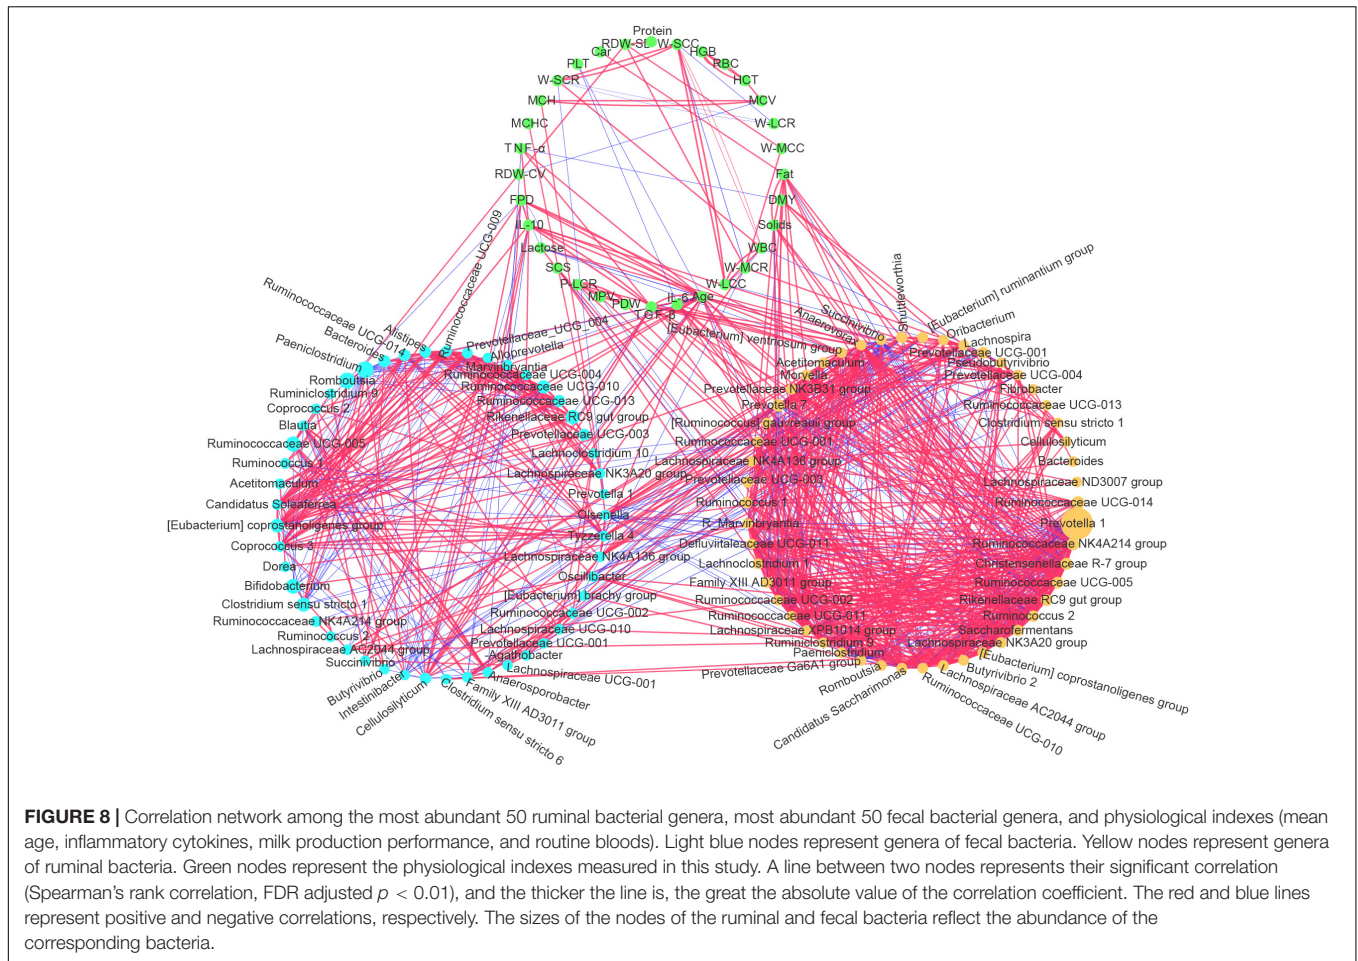 Protein
RDW-SD
W-SCC
Car
HGB
PLT
RBC
W-SCR
HCT
MCH
MCV
MCHC
W-LCR
TNF-α
W-MCC
RDW-CV
Fat
FPD
DMY
IL-10
Solids
Lactose
WBC
SCS
W-MCR
P-LCR
W-LCC
MPV
PDW
TGF-β
IL-6
Age
Ruminococcaceae UCG-009
Ruminococcaceae UCG-014
Alistipes
Bacteroides
Paeniclostridium
Prevotellaceae_UCG_004
Alloprevotella
Marvinbryantia
Romboutsia
Ruminococcaceae UCG-004
Ruminiclostridium 9
Ruminococcaceae UCG-010
Coprococcus 2
Ruminococcaceae UCG-013
Blautia
Rikenellaceae RC9 gut group
Ruminococcaceae UCG-005
Prevotellaceae UCG-003
Ruminococcus 1
Lachnoclostridium 10
Acetitomaculum
Lachnospiraceae NK3A20 group
Candidatus Soleaferrea
Prevotella 1
[Eubacterium] coprostanoligenes group
Olsenella
Coprococcus 3
Tyzzerella 4
Dorea
Lachnospiraceae NK4A136 group
Bifidobacterium
Oscillibacter
Clostridium sensu stricto 1
[Eubacterium] brachy group
Ruminococcaceae NK4A214 group
Ruminococcaceae UCG-002
Ruminococcus 2
Lachnospiraceae UCG-010
Lachnospiraceae AC2044 group
Prevotellaceae UCG-001
Succinivibrio
Agathobacter
Butyrivibrio
Lachnospiraceae UCG-001
Intestinibacter
Anaerosporobacter
Cellulosilyticum
Family XIII AD3011 group
Clostridium sensu stricto 6
Shuttleworthia
[Eubacterium] ruminantium group
Succinivibrio
Oribacterium
Anaerovorax
Lachnospira
[Eubacterium] ventriosum group
Prevotellaceae UCG-001
Acetitomaculum
Pseudobutyrivibrio
Moryella
Prevotellaceae UCG-004
Prevotellaceae NK3B31 group
Fibrobacter
Prevotella 7
Ruminococcaceae UCG-013
[Ruminococcus] gauvreauii group
Clostridium sensu stricto 1
Ruminococcaceae UCG-001
Cellulosilyticum
Lachnospiraceae NK4A136 group
Bacteroides
Prevotellaceae UCG-003
Lachnospiraceae ND3007 group
Ruminococcus 1
Ruminococcaceae UCG-014
R. Marvinbryantia
Prevotella 1
Defluviitaleaceae UCG-011
Ruminococcaceae NK4A214 group
Lachnoclostridium 1
Christensenellaceae R-7 group
Family XIII AD3011 group
Ruminococcaceae UCG-005
Ruminococcaceae UCG-002
Rikenellaceae RC9 gut group
Ruminococcaceae UCG-011
Ruminococcus 2
Lachnospiraceae XPB1014 group
Saccharofermentans
Ruminiclostridium 9
Lachnospiraceae NK3A20 group
Paeniclostridium
[Eubacterium] coprostanoligenes group
Prevotellaceae Ga6A1 group
Butyrivibrio 2
Romboutsia
Lachnospiraceae AC2044 group
Candidatus Saccharimonas
Ruminococcaceae UCG-010
FIGURE 8 | Correlation network among the most abundant 50 ruminal bacterial genera, most abundant 50 fecal bacterial genera, and physiological indexes (mean
age, inflammatory cytokines, milk production performance, and routine bloods). Light blue nodes represent genera of fecal bacteria. Yellow nodes represent genera
of ruminal bacteria. Green nodes represent the physiological indexes measured in this study. A line between two nodes represents their significant correlation
(Spearman's rank correlation, FDR adjusted p < 0.01), and the thicker the line is, the great the absolute value of the correlation coefficient. The red and blue lines
represent positive and negative correlations, respectively. The sizes of the nodes of the ruminal and fecal bacteria reflect the abundance of the
corresponding bacteria.